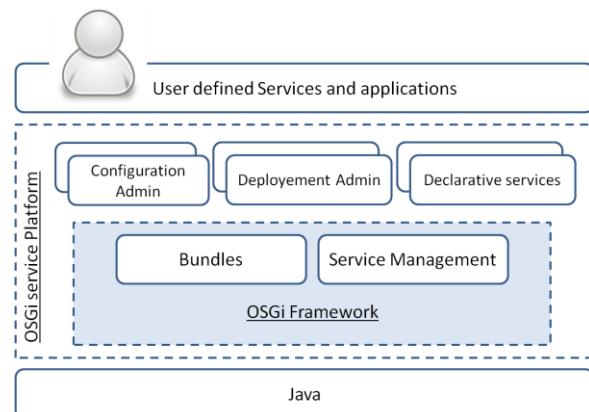 User defined Services and applications
OSGi service Platform
Configuration
Admin
Deployement Admin
Declarative services
Bundles
Service Management
OSGi Framework
Java